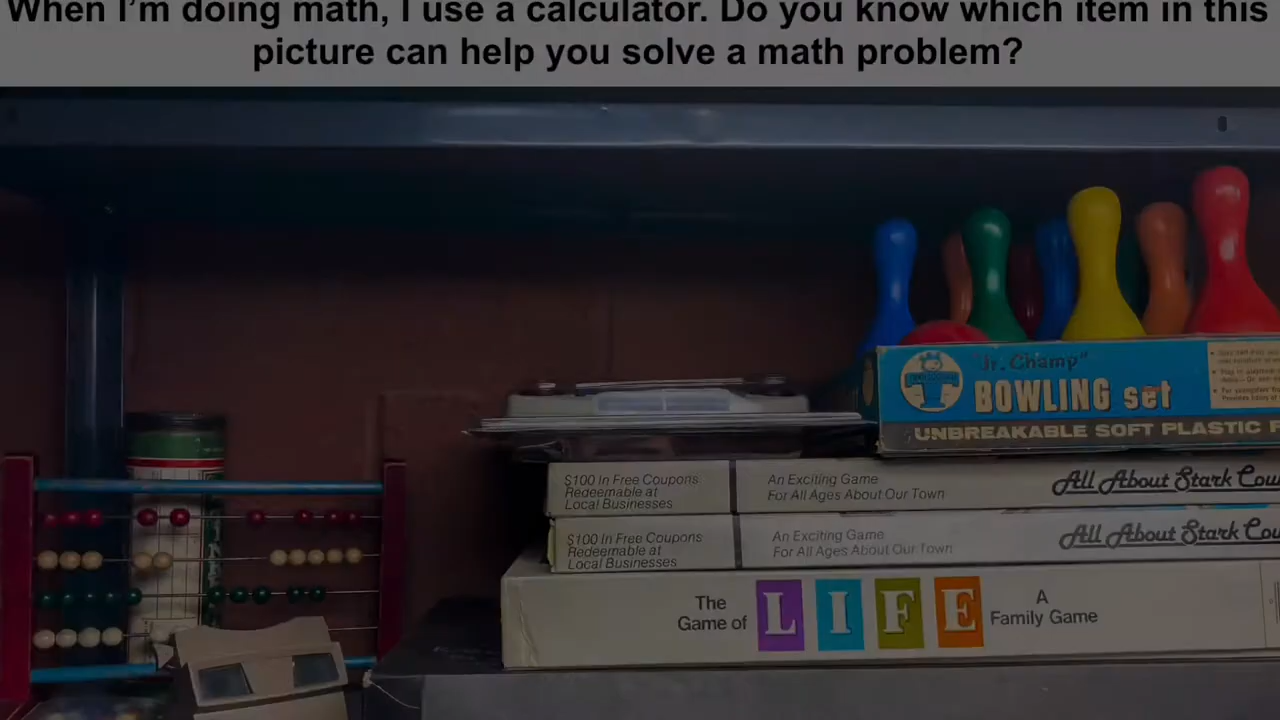 When I'm doing math, I use a calculator. Do you know which item in this
picture can help you solve a math problem?
"Jr. Champ"
BOWLING set
UNBREAKABLE SOFT PLASTIC
$100 In Free Coupons
Redeemable at
Local Businesses
An Exciting Game
For All Ages About Our Town
All About Stark
$100 In Free Coupons
Redeemable at
Local Businesses
An Exciting Game
For All Ages About Our Town
All About Stark
The
Game of
LIFE
A
Family Game